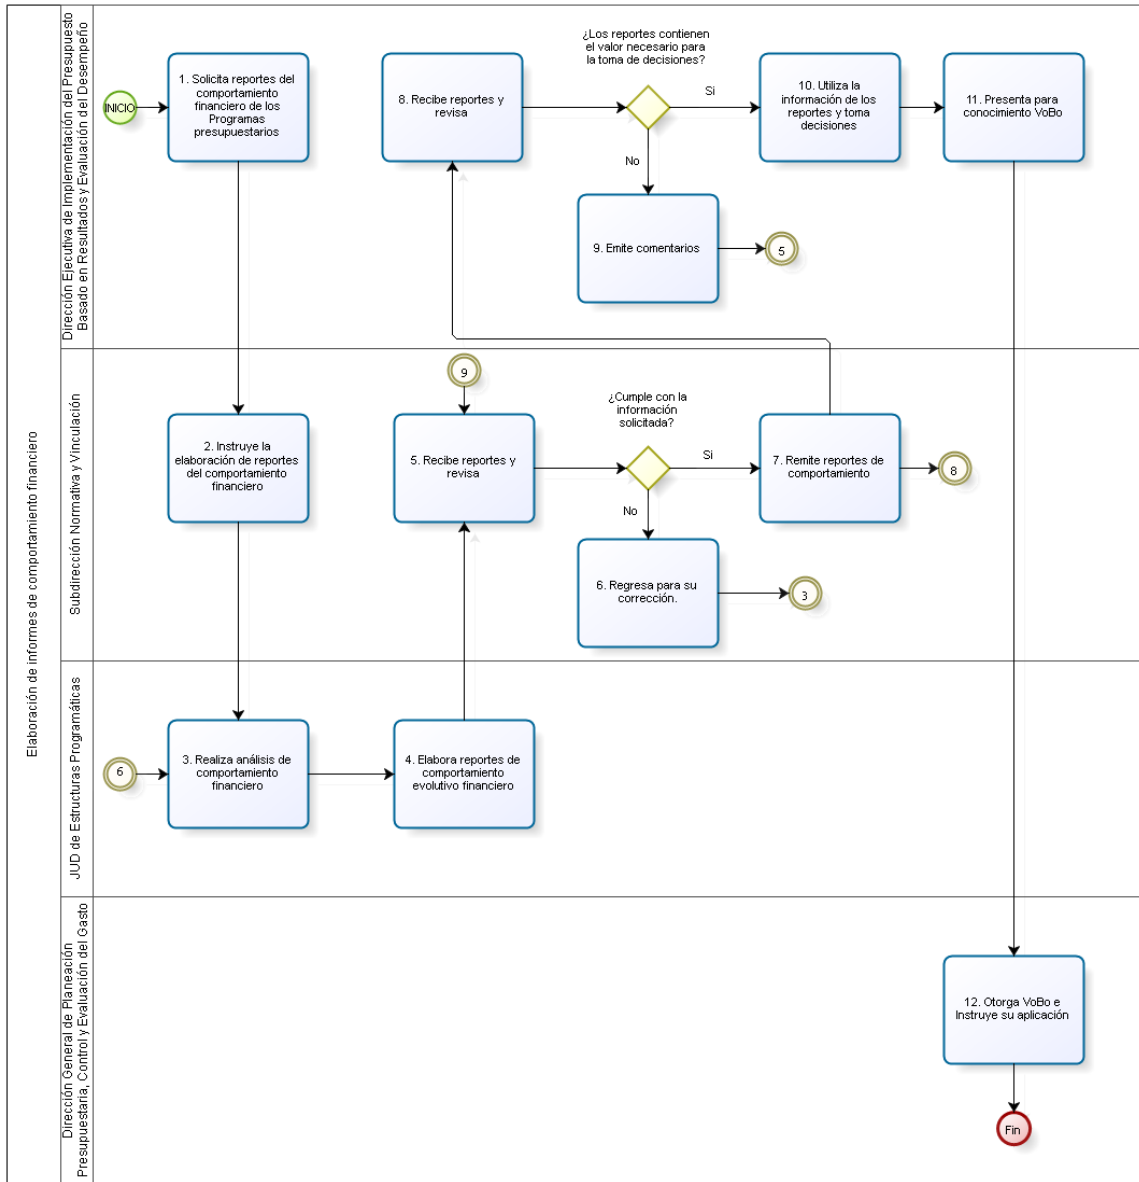 Elaboración de informes de comportamiento financiero
Dirección Ejecutiva de Implementación del Presupuesto
Basado en Resultados y Evaluación del Desempeño
INICIO
1. Solicita reportes del
comportamiento
financiero de los
Programas
presupuestarios
8. Recibe reportes y
revisa
¿Los reportes contienen
el valor necesario para
la toma de decisiones?
Si
No
9. Emite comentarios
5
10. Utiliza la
información de los
reportes y toma
decisiones
11. Presenta para
conocimiento VoBo
Subdirección Normativa y Vinculación
2. Instruye la
elaboración de reportes
del comportamiento
financiero
9
5. Recibe reportes y
revisa
¿Cumple con la
información
solicitada?
Si
No
6. Regresa para su
corrección.
3
7. Remite reportes de
comportamiento
8
JUD de Estructuras Programáticas
6
3. Realiza análisis de
comportamiento
financiero
4. Elabora reportes de
comportamiento
evolutivo financiero
Dirección General de Planeación
Presupuestaria, Control y Evaluación del Gasto
12. Otorga VoBo e
Instruye su aplicación
Fin